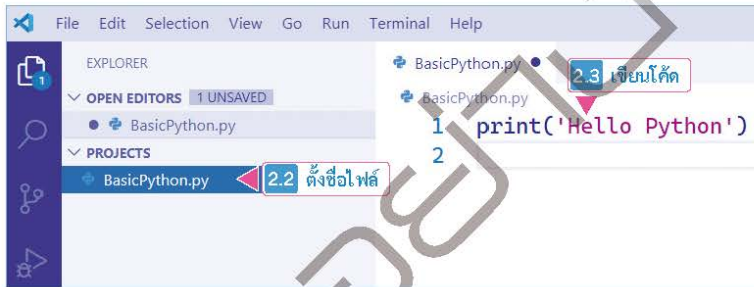 File Edit Selection View Go Run Terminal Help
EXPLORER
OPEN EDITORS 1 UNSAVED
BasicPython.py
PROJECTS
BasicPython.py
2.2 ตั้งชื่อไฟล์
BasicPython.py
2.3 เขียนโค้ด
BasicPython.py
1 print('Hello Python')
2
1